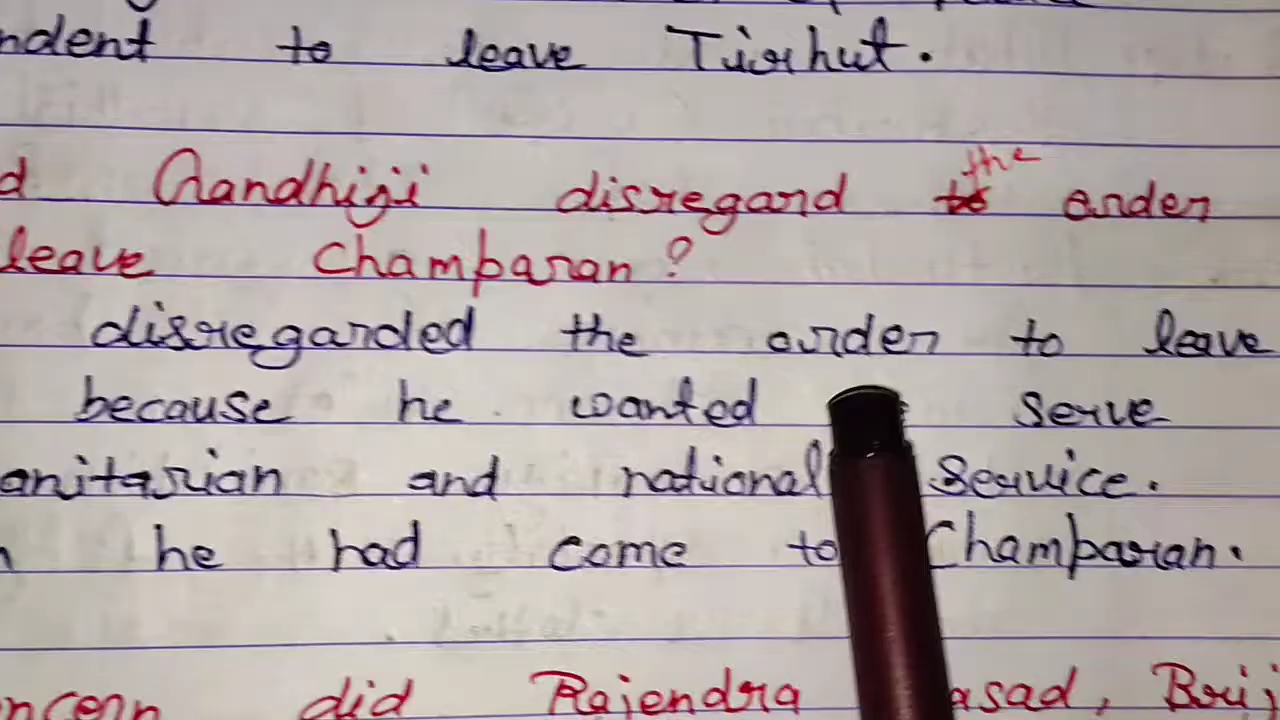 ndent to leave Tirhut.
d Gandhiji disregard the order
leave Champaran?
disregarded the order to leave
because he wanted serve
anitarian and national Service.
he had come to Champaran.
ncern did Rajendra asad, Brij